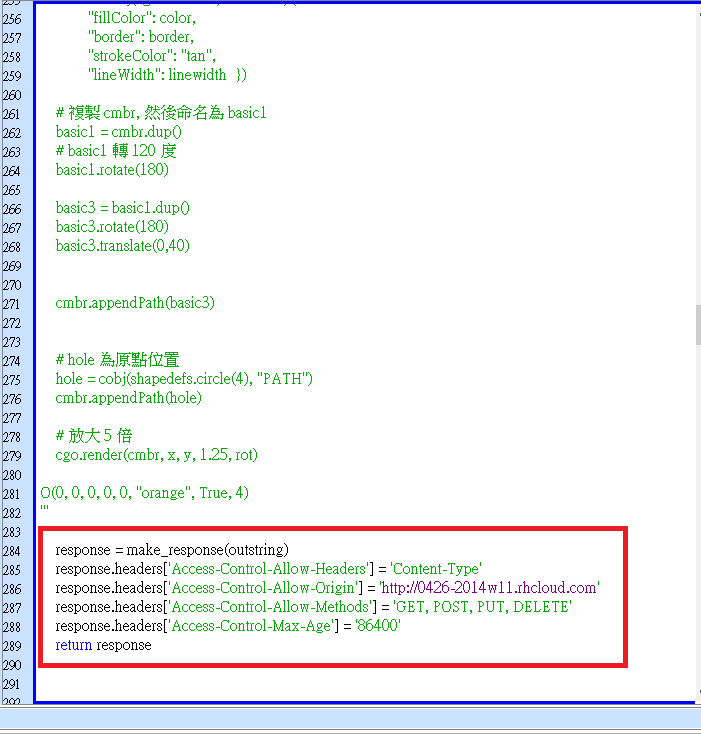 256 "fillColor": color,
257 "border": border,
258 "strokeColor": "tan",
259 "lineWidth": linewidth })
260
261 # 複製 cmbr, 然後命名為 basic1
262 basic1 = cmbr.dup()
263 # basic1 轉 120 度
264 basic1.rotate(180)
265
266 basic3 = basic1.dup()
267 basic3.rotate(180)
268 basic3.translate(0,40)
269
270
271 cmbr.appendPath(basic3)
272
273
274 # hole 為原點位置
275 hole = cobj(shapedefs.circle(4), "PATH")
276 cmbr.appendPath(hole)
277
278 # 放大 5 倍
279 cgo.render(cmbr, x, y, 1.25, rot)
280
281 O(0, 0, 0, 0, 0, "orange", True, 4)
282 '''
283
284 response = make_response(outstring)
285 response.headers['Access-Control-Allow-Headers'] = 'Content-Type'
286 response.headers['Access-Control-Allow-Origin'] = 'http://0426-2014w11.rhcloud.com'
287 response.headers['Access-Control-Allow-Methods'] = 'GET, POST, PUT, DELETE'
288 response.headers['Access-Control-Max-Age'] = '86400'
289 return response
290
291